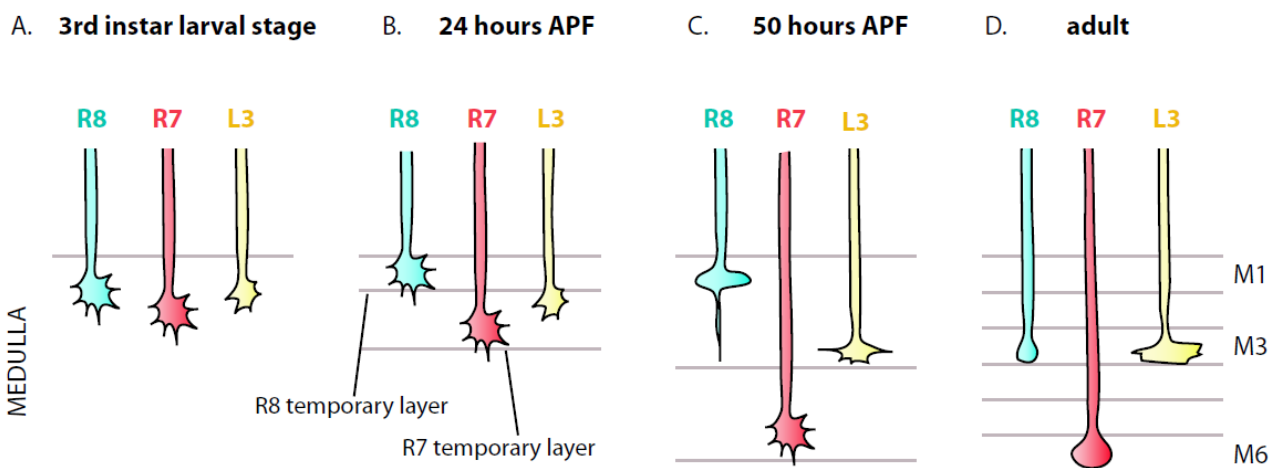 A. 3rd instar larval stage
B. 24 hours APF
C. 50 hours APF
D. adult
R8 R7 L3
R8 R7 L3
R8 R7 L3
R8 R7 L3
MEDULLA
R8 temporary layer
R7 temporary layer
M1
M3
M6